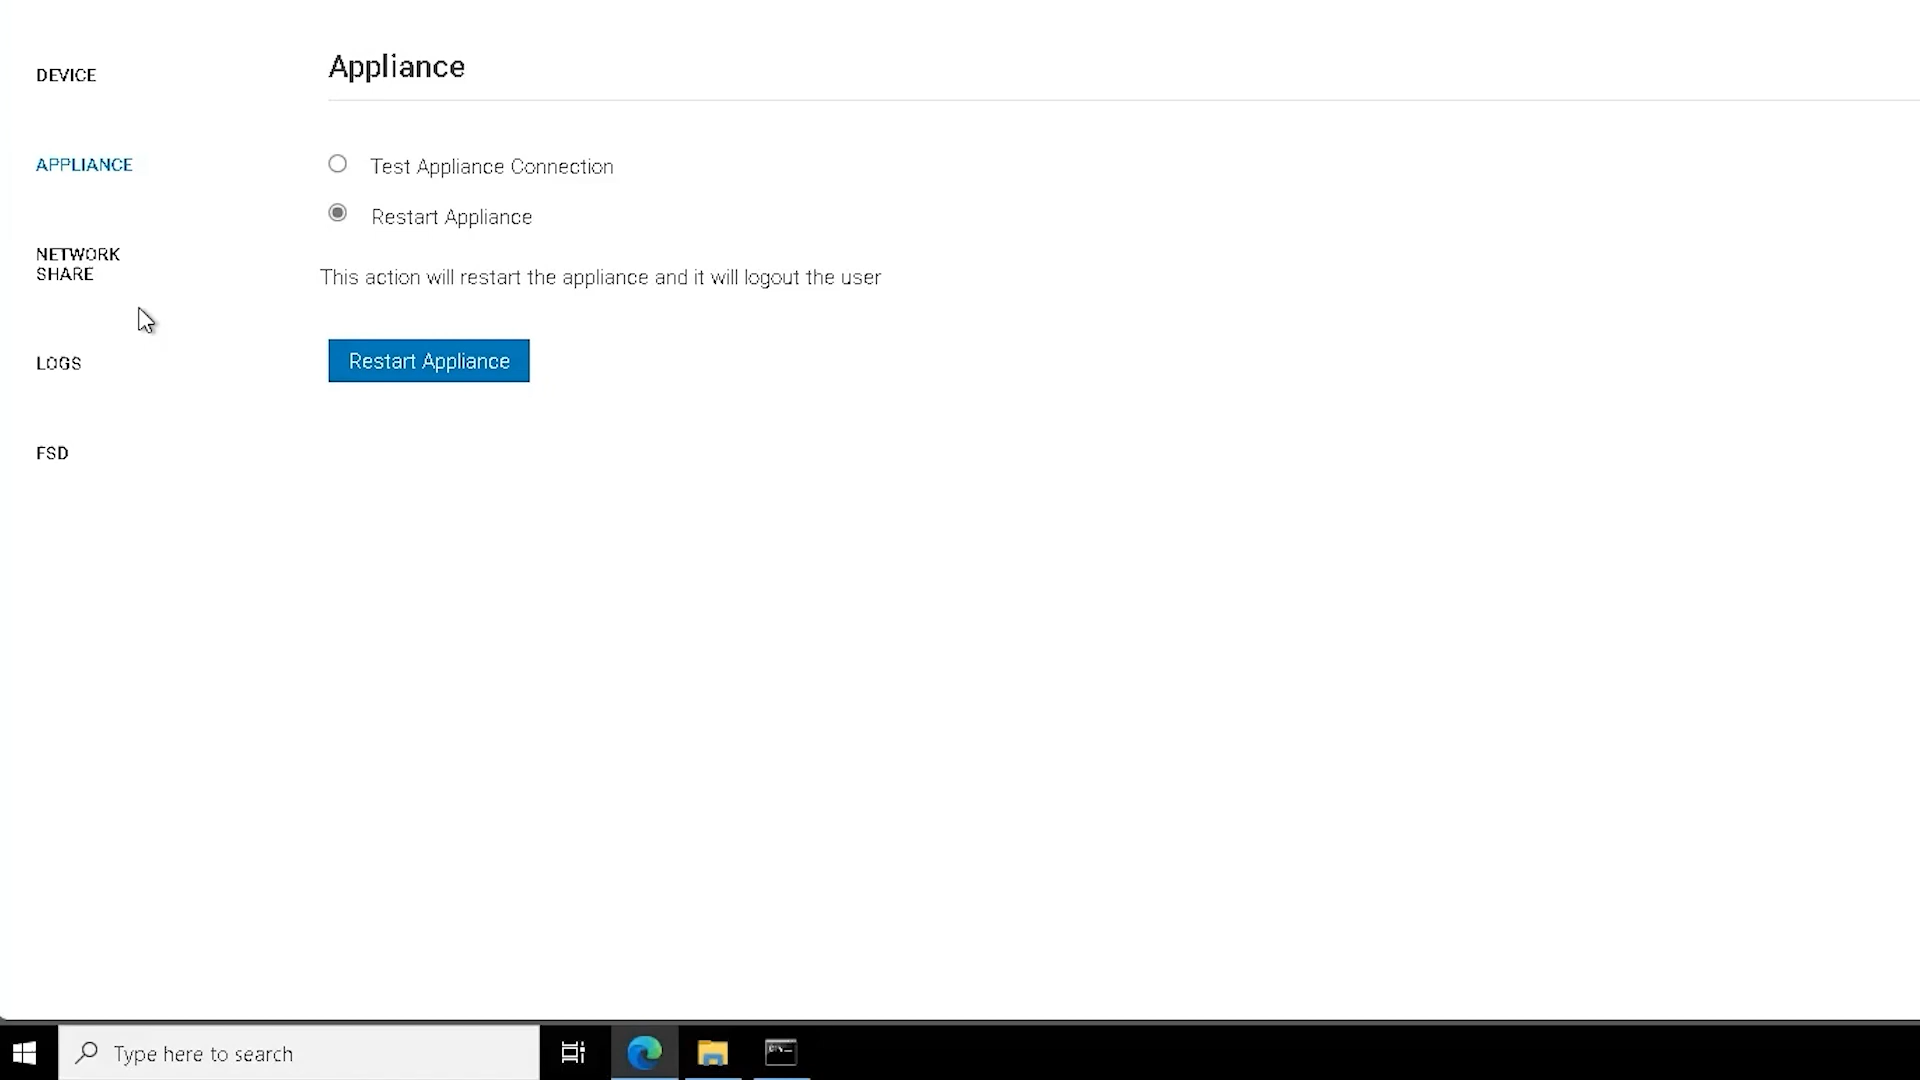 DEVICE
Appliance
APPLIANCE
Test Appliance Connection
Restart Appliance
NETWORK
SHARE
This action will restart the appliance and it will logout the user
LOGS
Restart Appliance
FSD
Type here to search